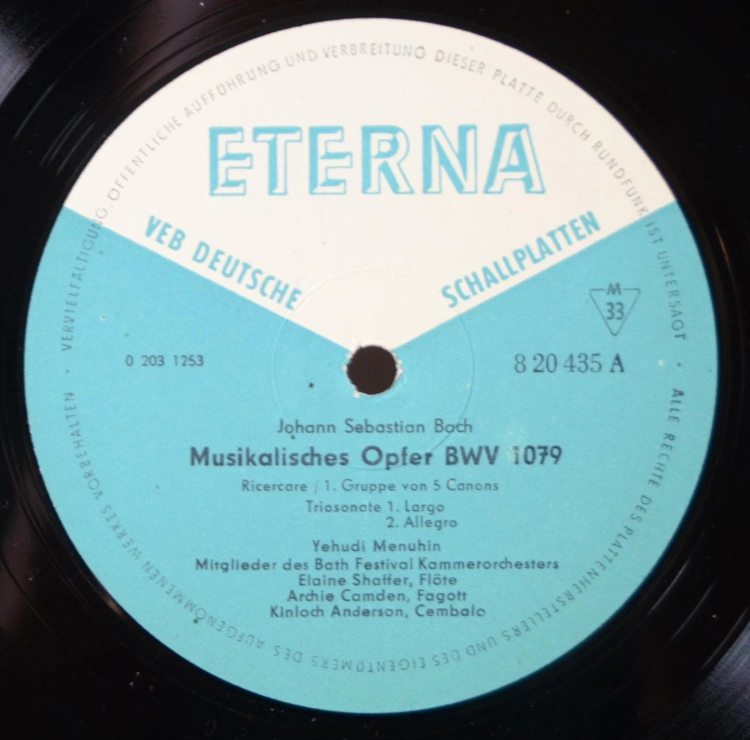 ETERNA
VEB DEUTSCHE SCHALLPLATTEN
M
33
0 203 1253
8 20 435 A
Johann Sebastian Bach
Musikalisches Opfer BWV 1079
Ricercare / 1. Gruppe von 5 Canons
Triosonate 1. Largo
2. Allegro
Yehudi Menuhin
Mitglieder des Bath Festival Kammerorchesters
Elaine Shaffer, Flöte
Archie Camden, Fagott
Kinloch Anderson, Cembalo
ALLE RECHTE DES PLATTENHERSTELLERS UND DES EIGENTÜMERS DES AUFGENOMMENEN WERKES VORBEHALTEN · VERVIELFÄLTIGUNG, ÖFFENTLICHE AUFFÜHRUNG UND VERBREITUNG DIESER PLATTE DURCH RUNDFUNK IST UNTERSAGT ·